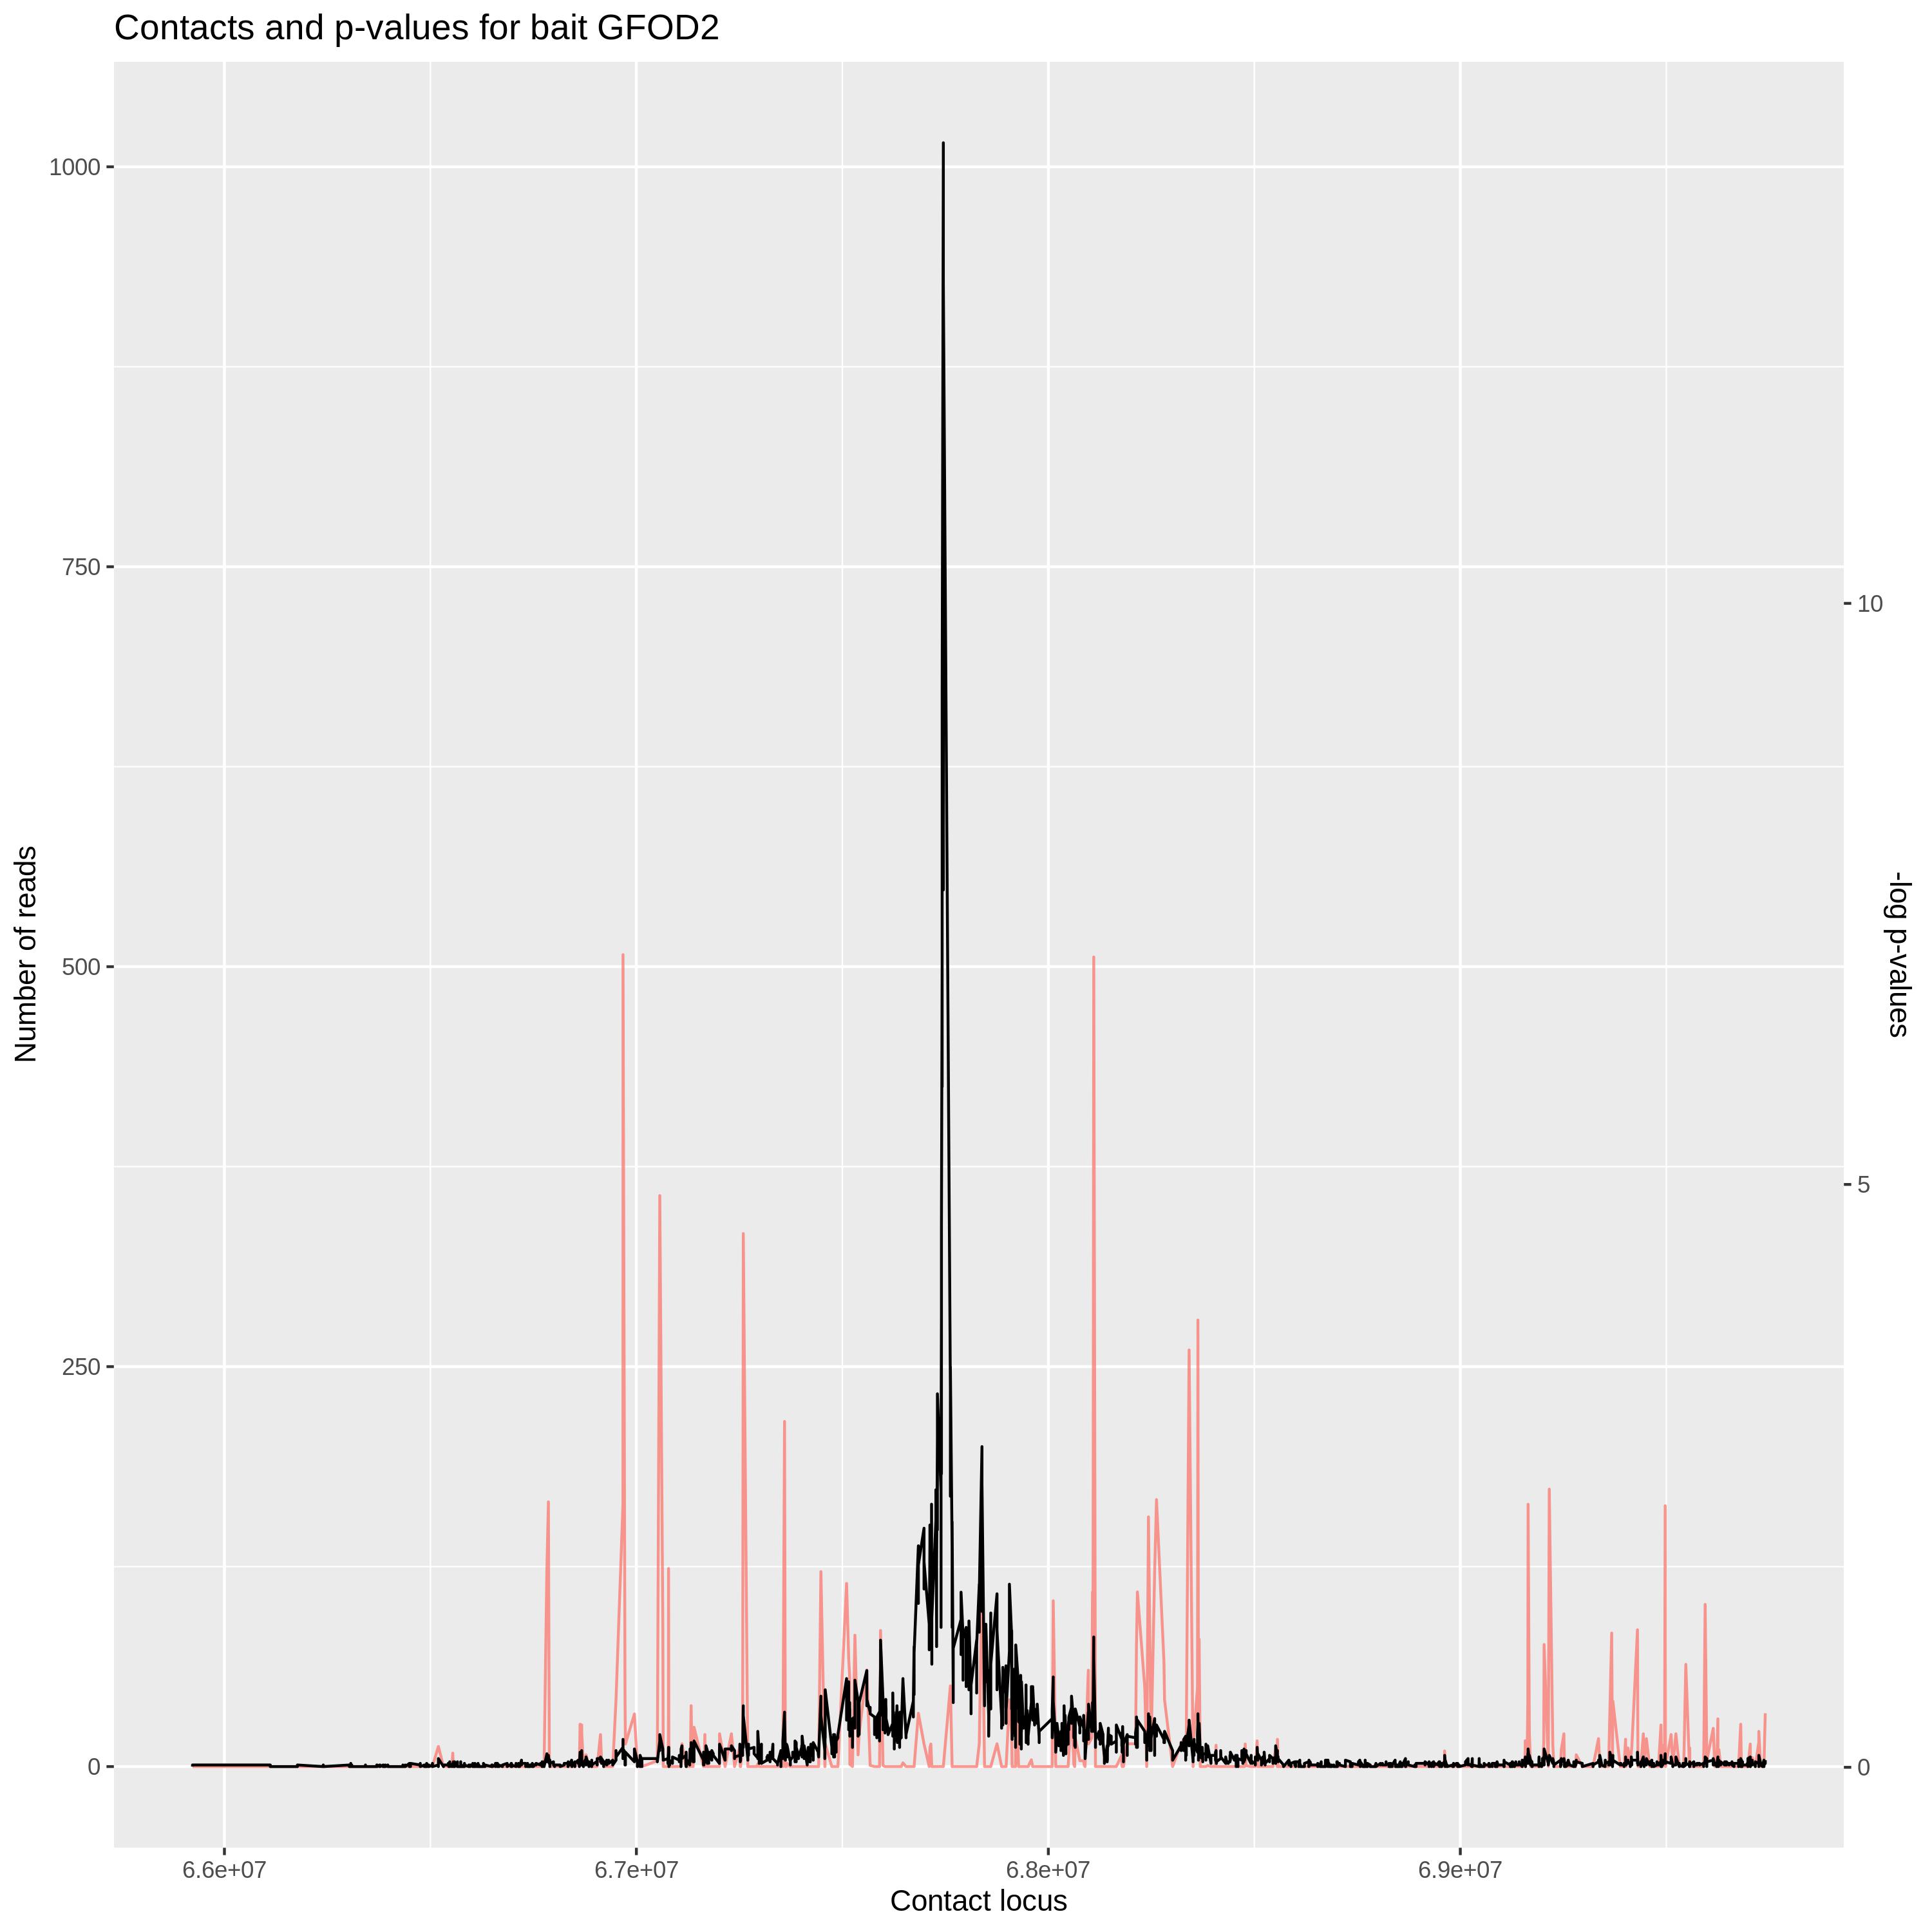 Contacts and p-values for bait GFOD2
1000
750
500
250
0
Number of reads
10
5
0
-log p-values
6.6e+07
6.7e+07
6.8e+07
6.9e+07
Contact locus